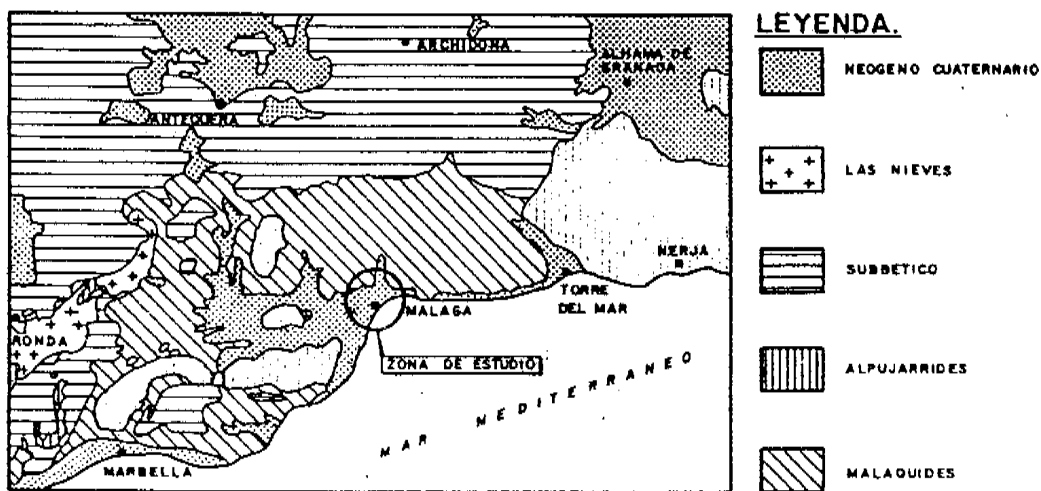 LEYENDA.
NEOGENO CUATERNARIO
LAS NIEVES
SUBBETICO
ALPUJARRIDES
MALAGUIDES
ARCHIDONA
ALHAMA DE
GRANADA
ANTEQUERA
NERJA
TORRE
DEL MAR
MALAGA
RONDA
ZONA DE ESTUDIO
MAR MEDITERRANEO
MARBELLA